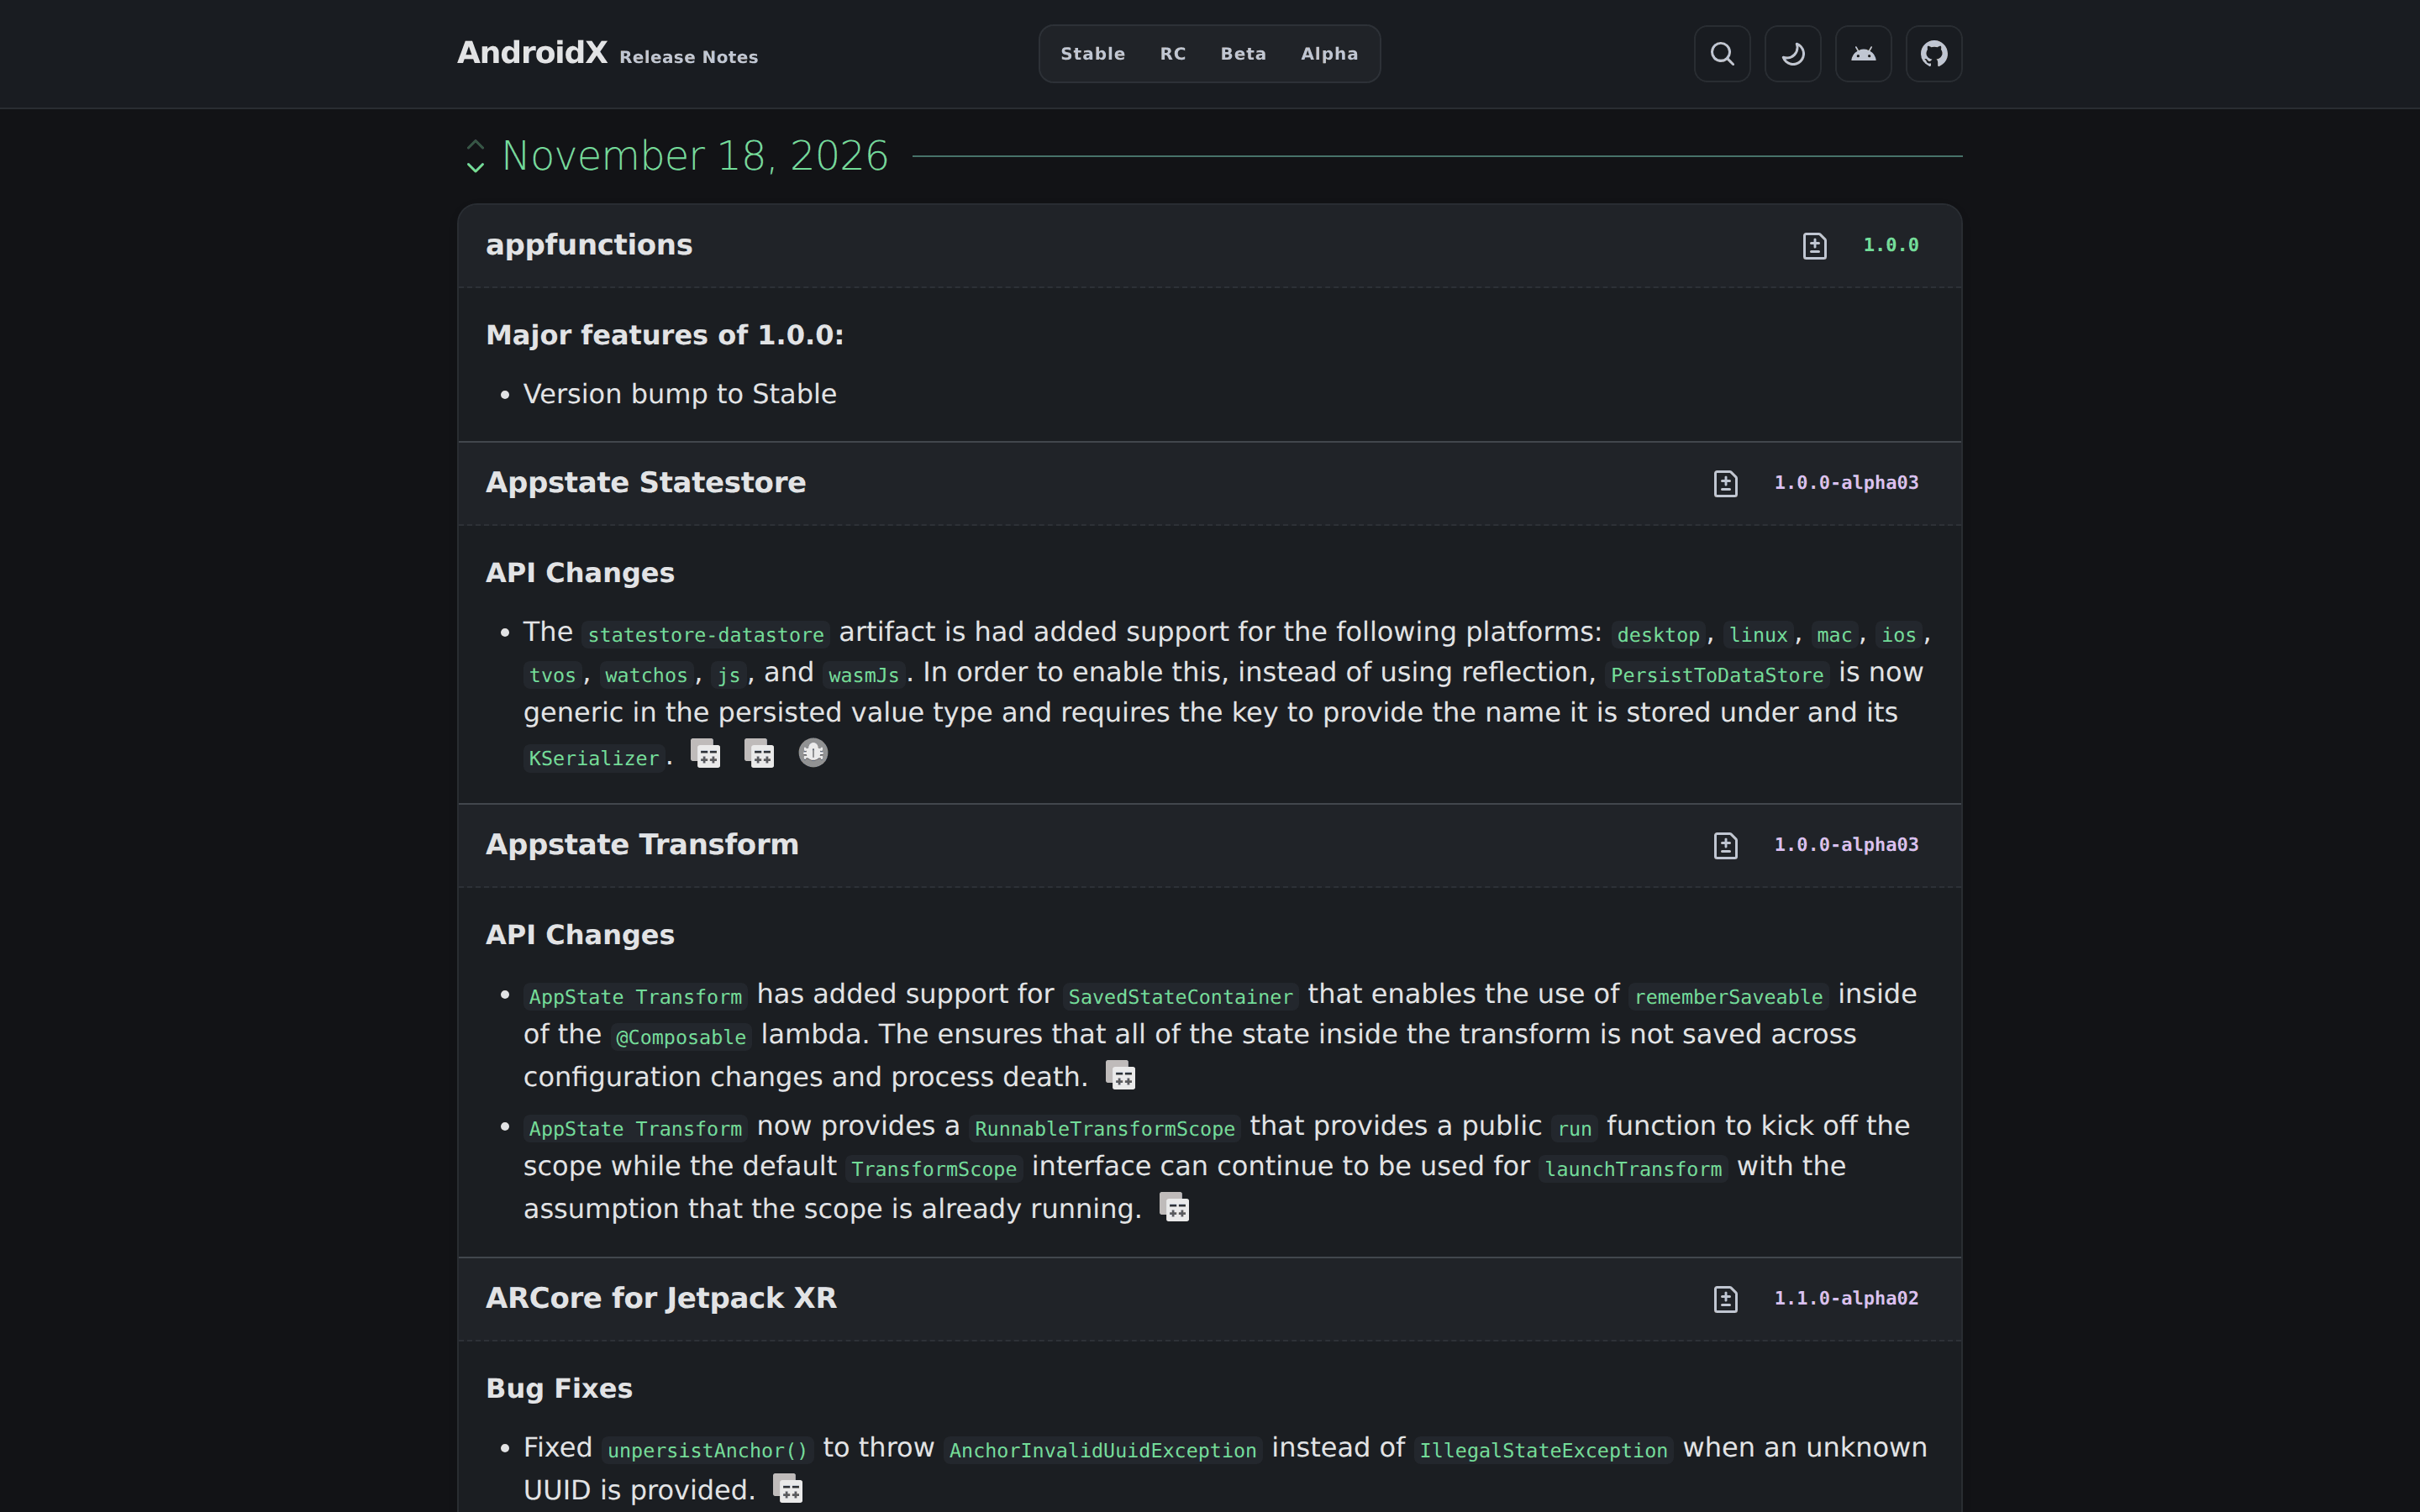 AndroidX Release Notes
Stable RC Beta Alpha
November 18, 2026
appfunctions 1.0.0
Major features of 1.0.0:
• Version bump to Stable
Appstate Statestore 1.0.0-alpha03
API Changes
• The statestore-datastore artifact is had added support for the following platforms: desktop, linux, mac, ios,
tvos, watchos, js, and wasmJs. In order to enable this, instead of using reflection, PersistToDataStore is now
generic in the persisted value type and requires the key to provide the name it is stored under and its
KSerializer.
Appstate Transform 1.0.0-alpha03
API Changes
• AppState Transform has added support for SavedStateContainer that enables the use of rememberSaveable inside
of the @Composable lambda. The ensures that all of the state inside the transform is not saved across
configuration changes and process death.
• AppState Transform now provides a RunnableTransformScope that provides a public run function to kick off the
scope while the default TransformScope interface can continue to be used for launchTransform with the
assumption that the scope is already running.
ARCore for Jetpack XR 1.1.0-alpha02
Bug Fixes
• Fixed unpersistAnchor() to throw AnchorInvalidUuidException instead of IllegalStateException when an unknown
UUID is provided.